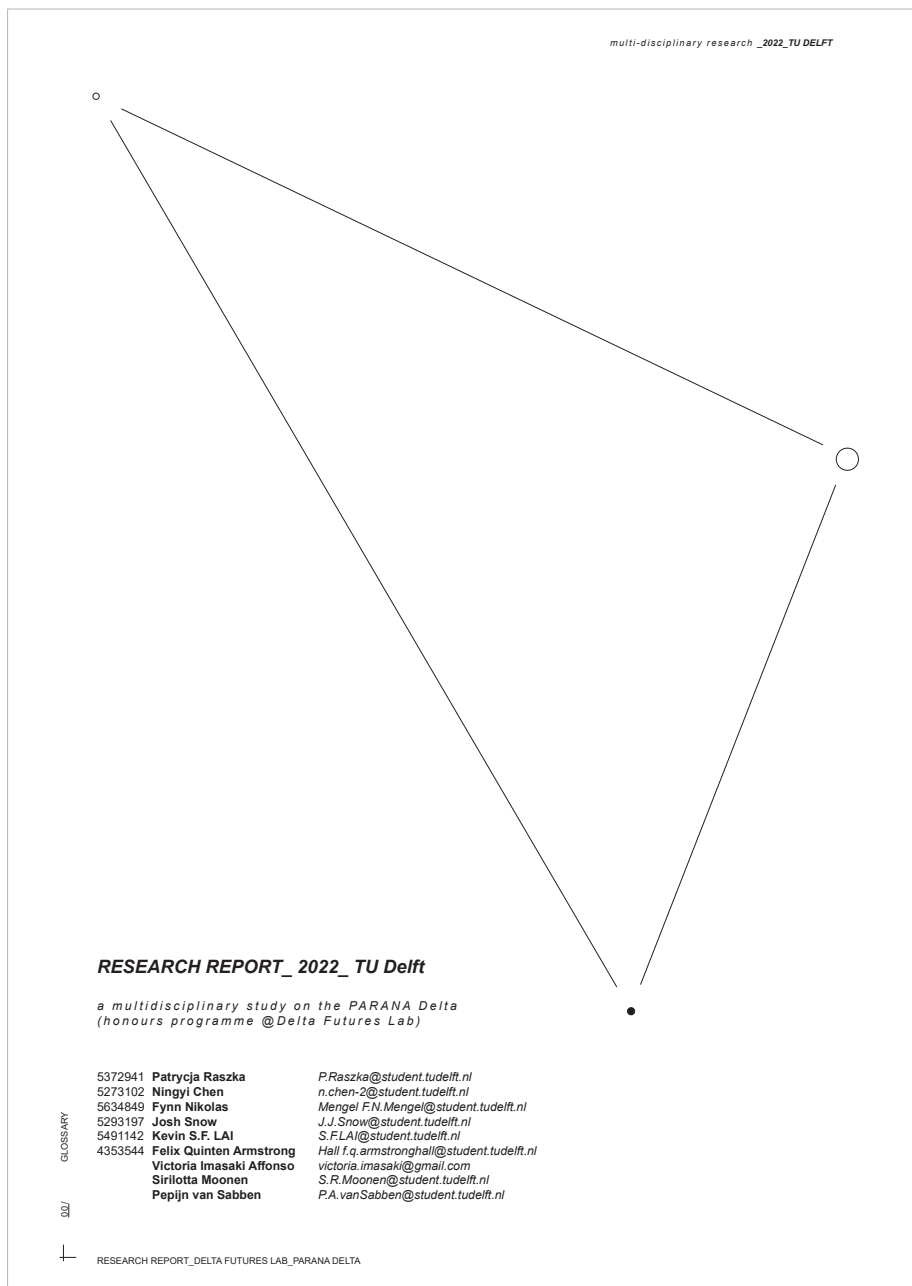 multi-disciplinary research _2022_TU DELFT
RESEARCH REPORT_ 2022_ TU Delft
a multidisciplinary study on the PARANA Delta
(honours programme @Delta Futures Lab)
5372941 Patrycja Raszka P.Raszka@student.tudelft.nl
5273102 Ningyi Chen n.chen-2@student.tudelft.nl
5634849 Fynn Nikolas Mengel F.N.Mengel@student.tudelft.nl
5293197 Josh Snow J.J.Snow@student.tudelft.nl
5491142 Kevin S.F. LAI S.F.LAI@student.tudelft.nl
4353544 Felix Quinten Armstrong Hall f.q.armstronghall@student.tudelft.nl
Victoria Imasaki Affonso victoria.imasaki@gmail.com
Sirilotta Moonen S.R.Moonen@student.tudelft.nl
Pepijn van Sabben P.A.vanSabben@student.tudelft.nl
GLOSSARY
00/
RESEARCH REPORT_DELTA FUTURES LAB_PARANA DELTA